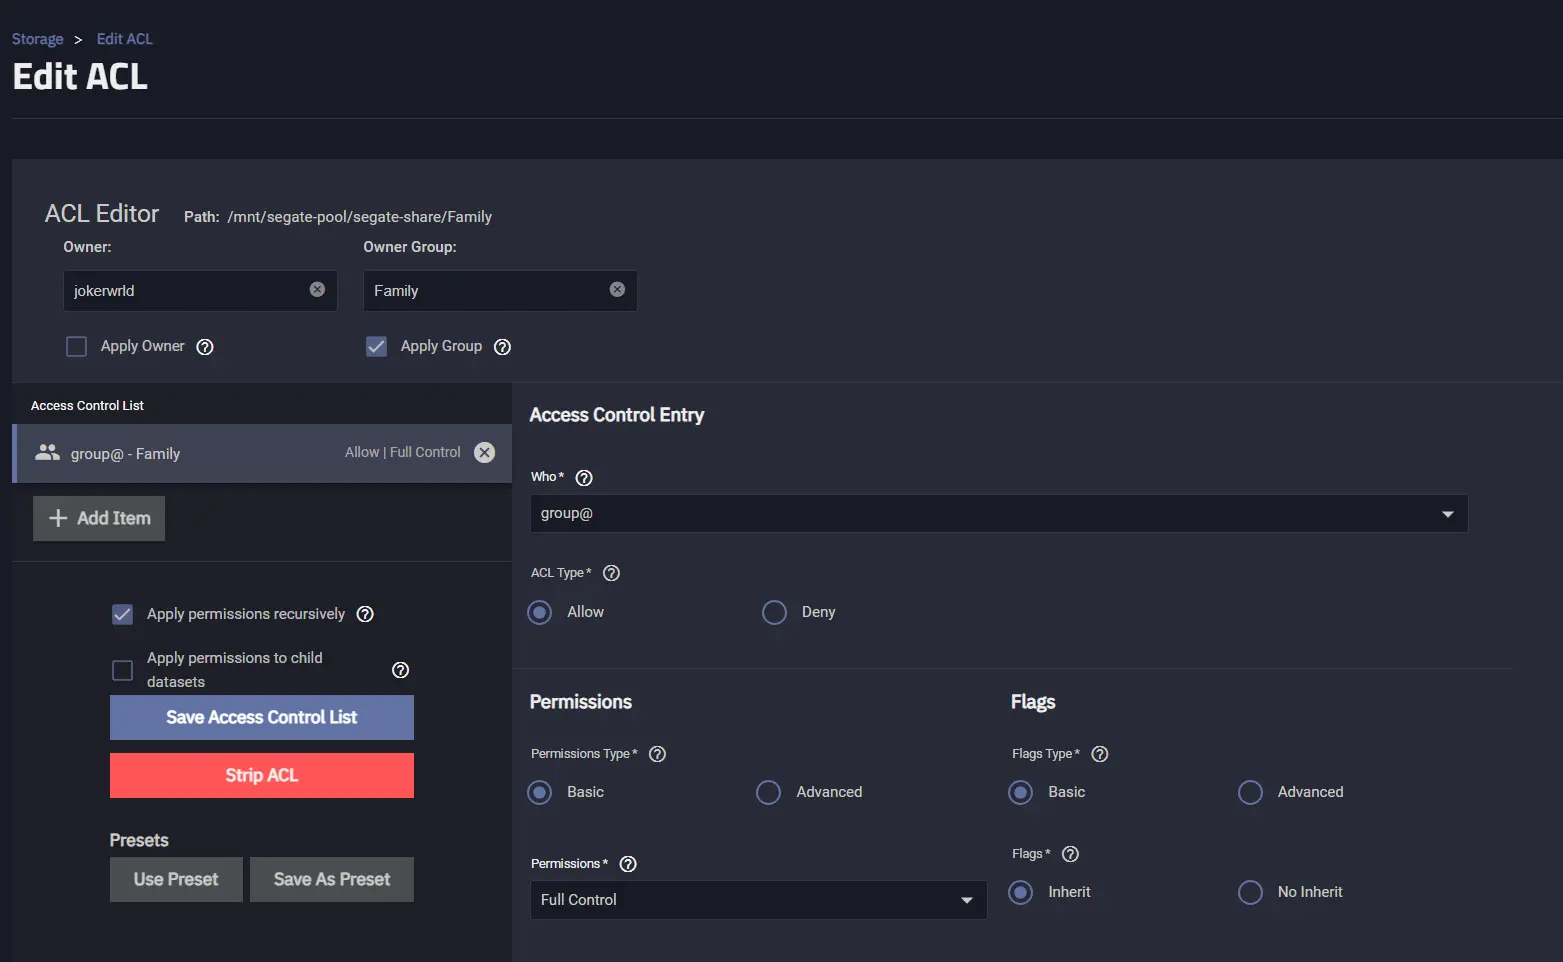 Storage > Edit ACL
Edit ACL
ACL Editor Path: /mnt/segate-pool/segate-share/Family
Owner: Owner Group:
jokerwrld Family
Apply Owner Apply Group
Access Control List
group@ - Family Allow | Full Control
+ Add Item
Apply permissions recursively
Apply permissions to child
datasets
Save Access Control List
Strip ACL
Presets
Use Preset Save As Preset
Access Control Entry
Who *
group@
ACL Type *
Allow Deny
Permissions
Permissions Type *
Basic Advanced
Permissions *
Full Control
Flags
Flags Type *
Basic Advanced
Flags *
Inherit No Inherit